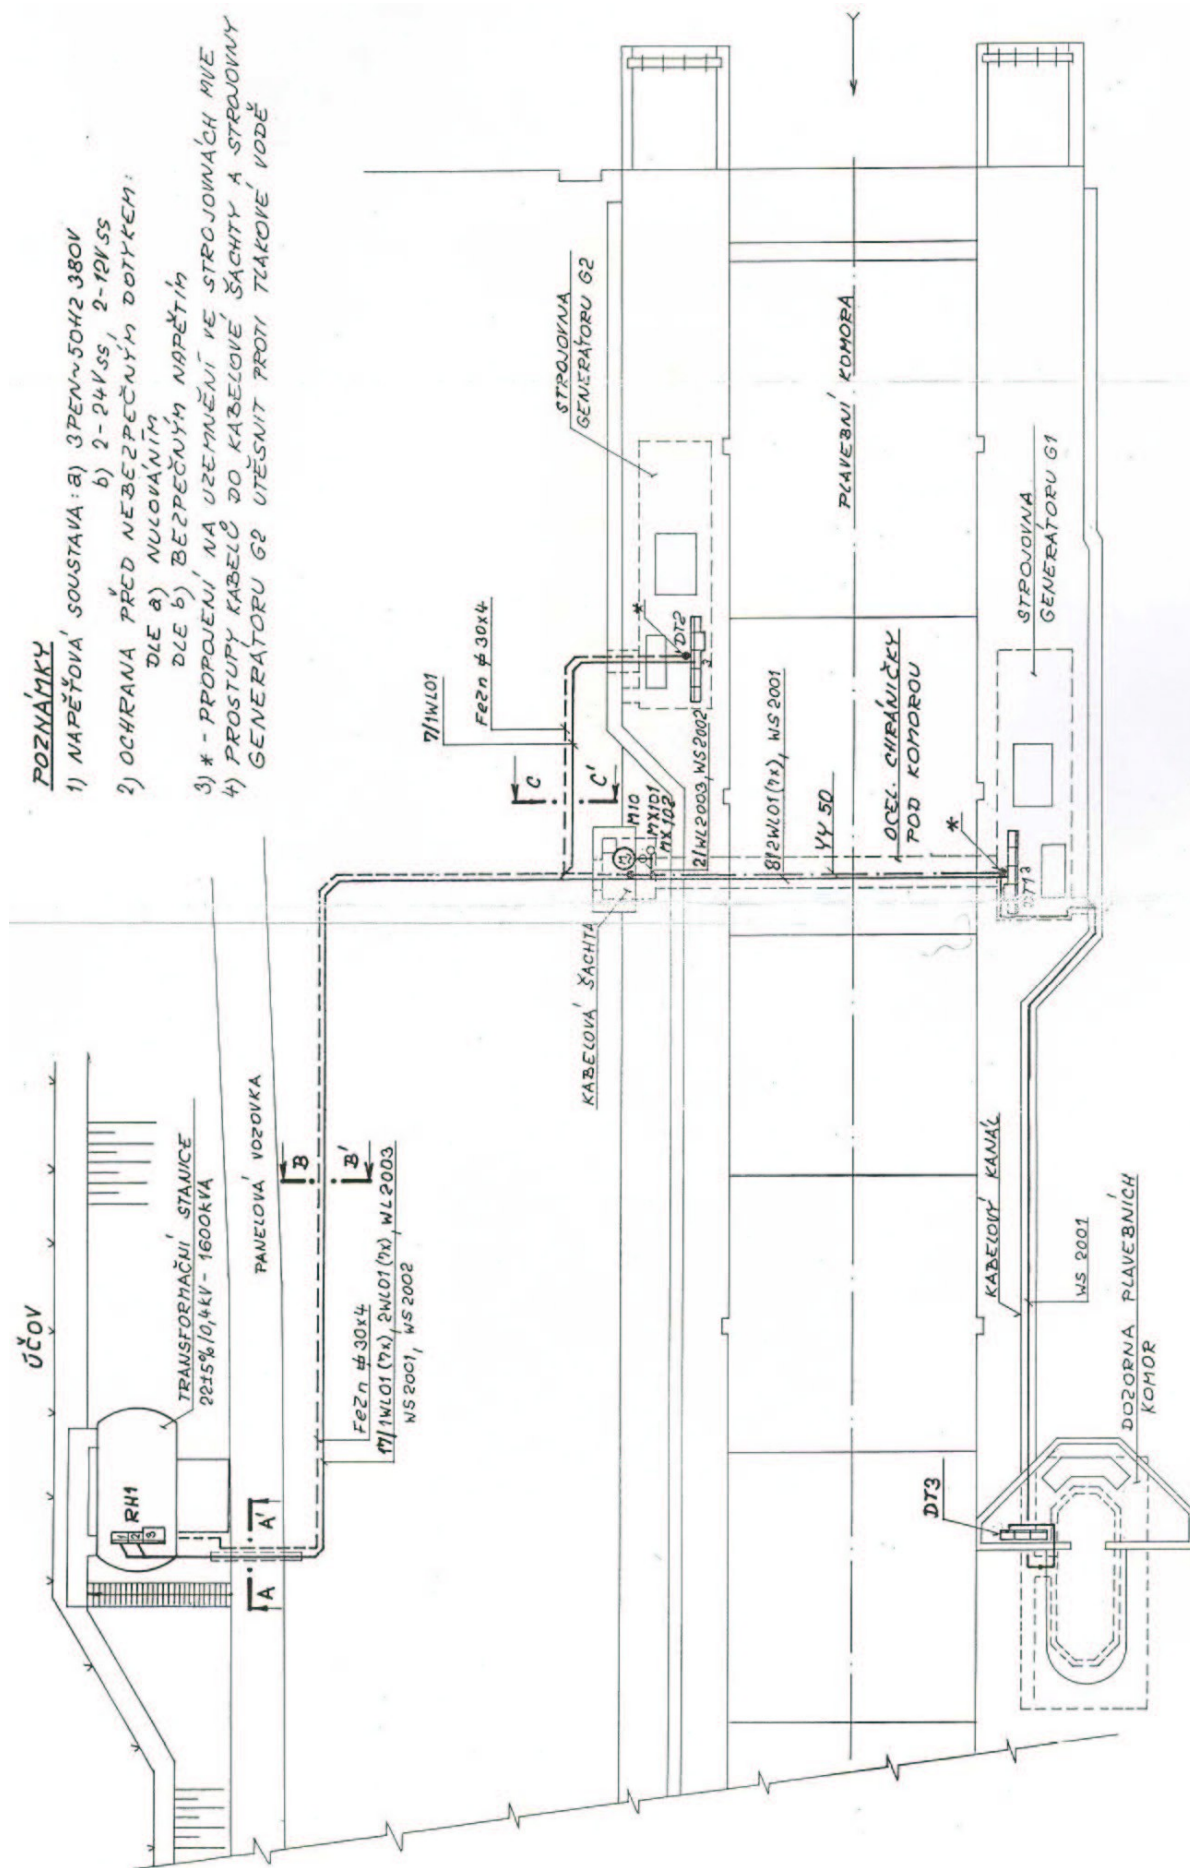 POZNÁMKY
1) NAPĚŤOVÁ SOUSTAVA: a) 3PEN~50HZ 380V
b) 2-24V SS, 2-12V SS
2) OCHRANA PŘED NEBEZPEČNÝM DOTYKEM:
DLE a) NULOVÁNÍM
DLE b) BEZPEČNÝM NAPĚTÍM
3) * - PROPOJENÍ NA UZEMNĚNÍ VE STROJOVNÁCH MVE
4) PROSTUPY KABELŮ DO KABELOVÉ ŠACHTY A STROJOVNY
GENERÁTORU G2 UTĚSNIT PROTI TLAKOVÉ VODĚ
ÚČOV
TRANSFORMAČNÍ STANICE
22±5%/0,4kV - 1600kVA
RH1
1
2
3
PANELOVÁ VOZOVKA
A
A'
B
B'
FeZn 30x4
17/1WL01 (7x), 2WL01 (7x), WL2003
WS 2001, WS 2002
7/1WL01
FeZn 30x4
C
C'
KABELOVÁ ŠACHTA
M10
MX101
MX102
STROJOVNA
GENERÁTORU G2
*
DT2
2/WL2003, WS2002
8/2WL01 (7x), WS 2001
YY 50
OCEL. CHRÁNIČKY
POD KOMOROU
PLAVEBNÍ KOMORA
STROJOVNA
GENERÁTORU G1
*
DT1
KABELOVÝ KANÁL
WS 2001
DOZORNA PLAVEBNÍCH
KOMOR
DT3